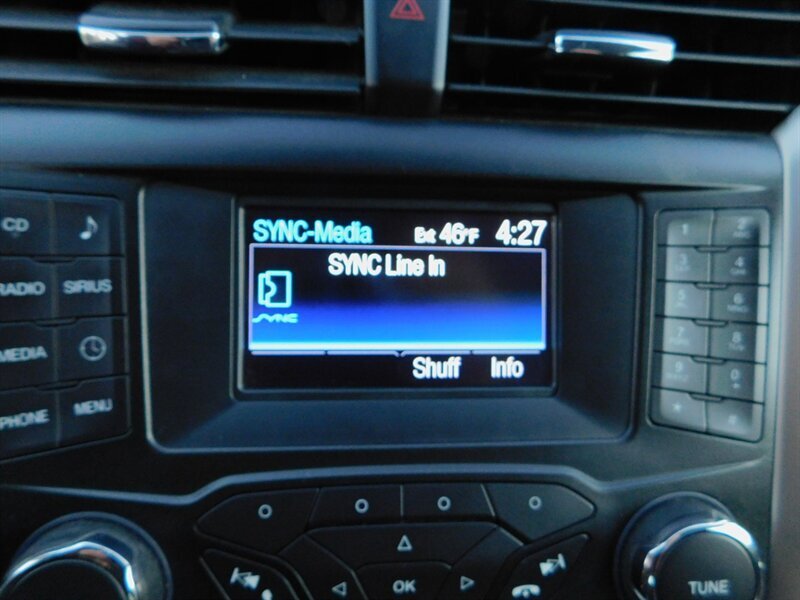 SYNC-Media Ext 46°F 4:27
SYNC Line In
SYNC
Shuff Info
CD
RADIO SIRIUS
MEDIA
PHONE MENU
1 2
3 4
5 6
7 8
9 0
* #
OK
TUNE